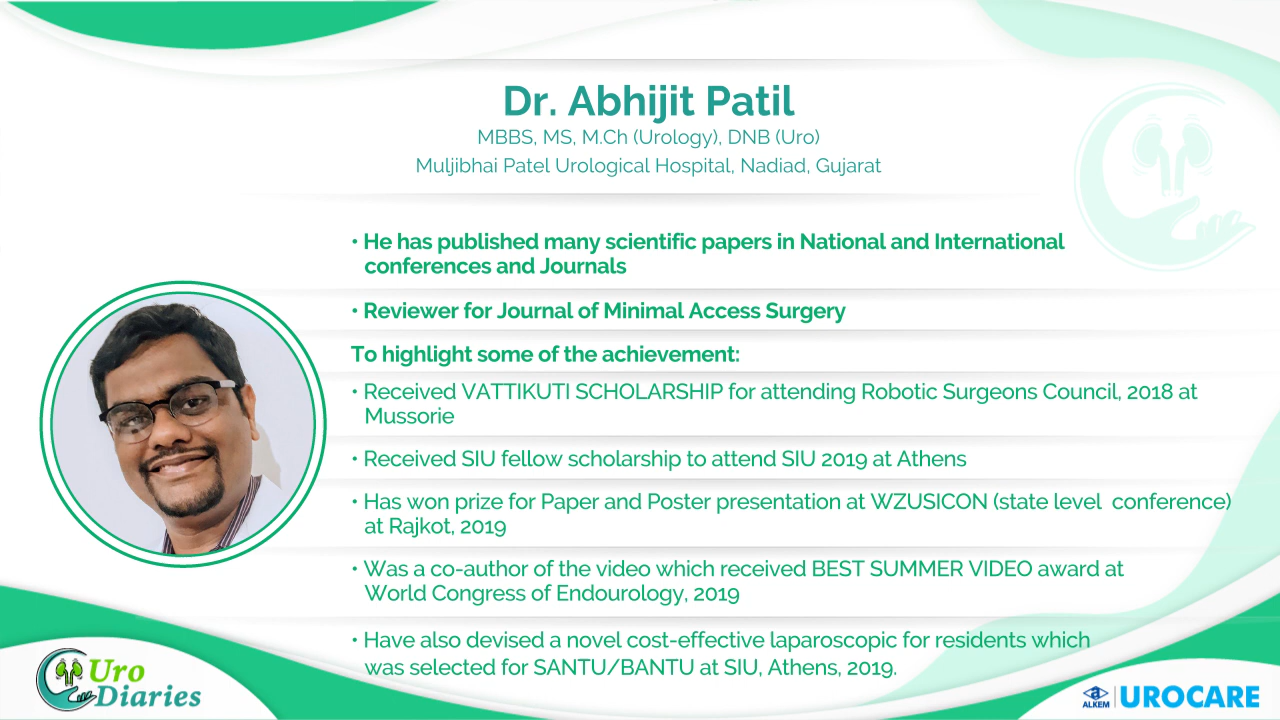 Dr. Abhijit Patil
MBBS, MS, M.Ch (Urology), DNB (Uro)
Muljibhai Patel Urological Hospital, Nadiad, Gujarat
• He has published many scientific papers in National and International
conferences and Journals
• Reviewer for Journal of Minimal Access Surgery
To highlight some of the achievement:
• Received VATTIKUTI SCHOLARSHIP for attending Robotic Surgeons Council, 2018 at
Mussorie
• Received SIU fellow scholarship to attend SIU 2019 at Athens
• Has won prize for Paper and Poster presentation at WZUSICON (state level  conference)
at Rajkot, 2019
• Was a co-author of the video which received BEST SUMMER VIDEO award at
World Congress of Endourology, 2019
• Have also devised a novel cost-effective laparoscopic for residents which
was selected for SANTU/BANTU at SIU, Athens, 2019.
Uro
Diaries
ALKEM UROCARE